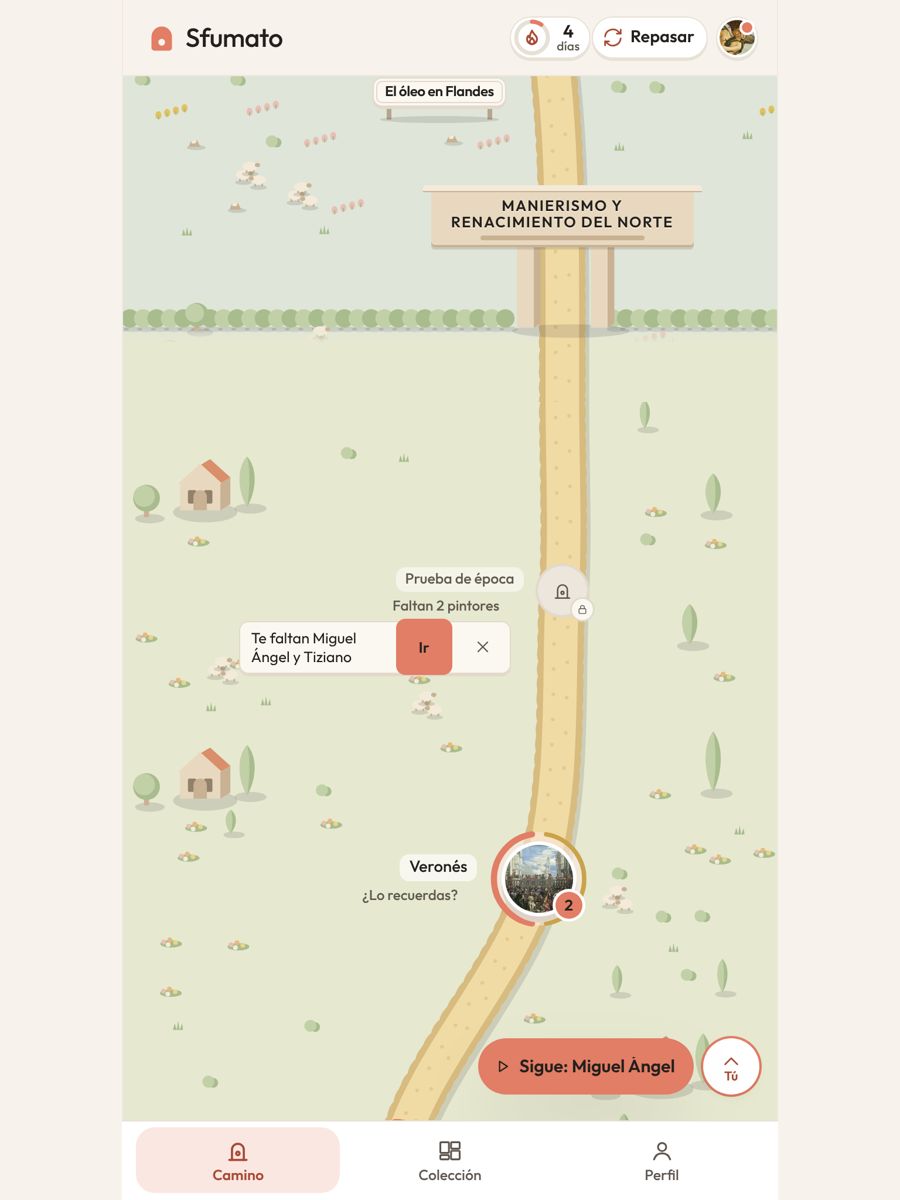 Sfumato
4
días
Repasar
El óleo en Flandes
MANIERISMO Y
RENACIMIENTO DEL NORTE
Prueba de época
Faltan 2 pintores
Te faltan Miguel
Ángel y Tiziano
Ir
Veronés
¿Lo recuerdas?
2
Sigue: Miguel Ángel
Tú
Camino
Colección
Perfil